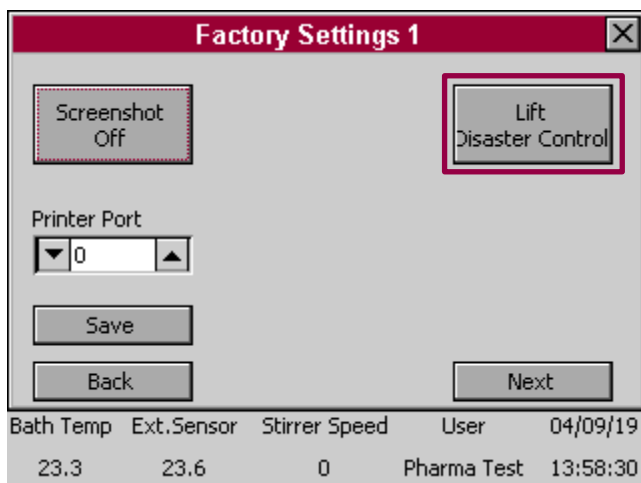 Factory Settings 1
Screenshot
Off
Lift
Disaster Control
Printer Port
0
Save
Back
Next
Bath Temp Ext.Sensor Stirrer Speed User 04/09/19
23.3 23.6 0 Pharma Test 13:58:30